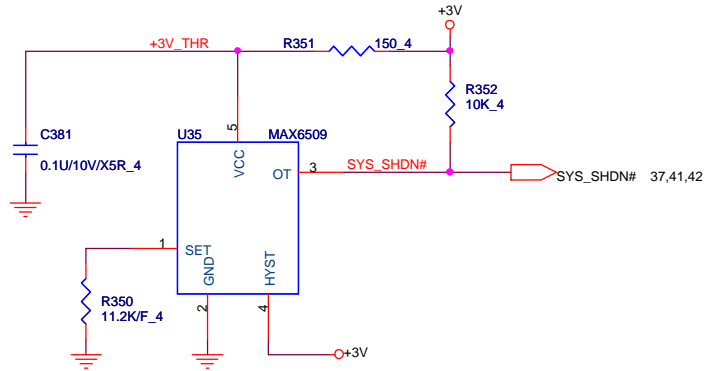 +3V
+3V_THR
R351
150_4
R352
10K_4
C381
0.1U/10V/X5R_4
U35
MAX6509
5
VCC
OT
3
SYS_SHDN#
SYS_SHDN# 37,41,42
1
SET
GND
HYST
2
4
R350
11.2K/F_4
+3V